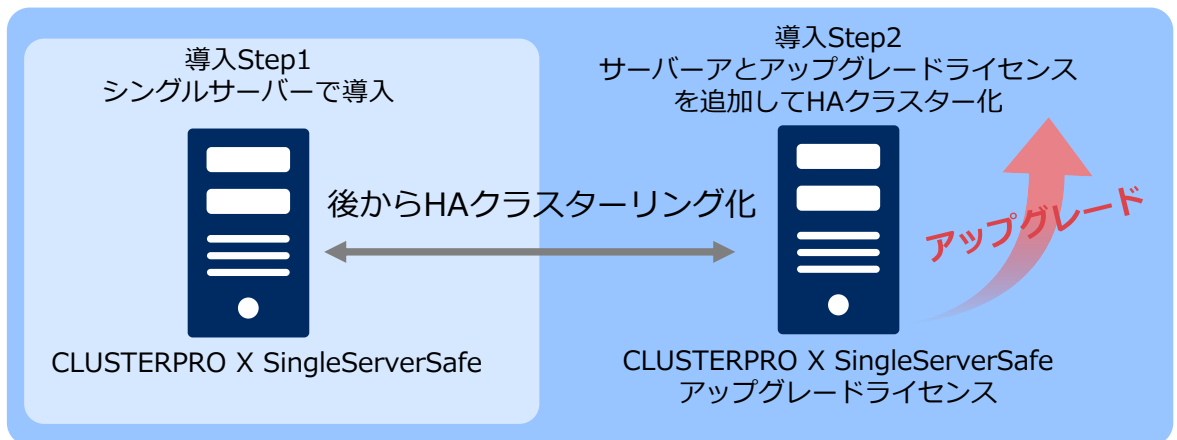 導入Step1
シングルサーバーで導入
導入Step2
サーバーアとアップグレードライセンス
を追加してHAクラスター化
後からHAクラスターリング化
アップグレード
CLUSTERPRO X SingleServerSafe
CLUSTERPRO X SingleServerSafe
アップグレードライセンス